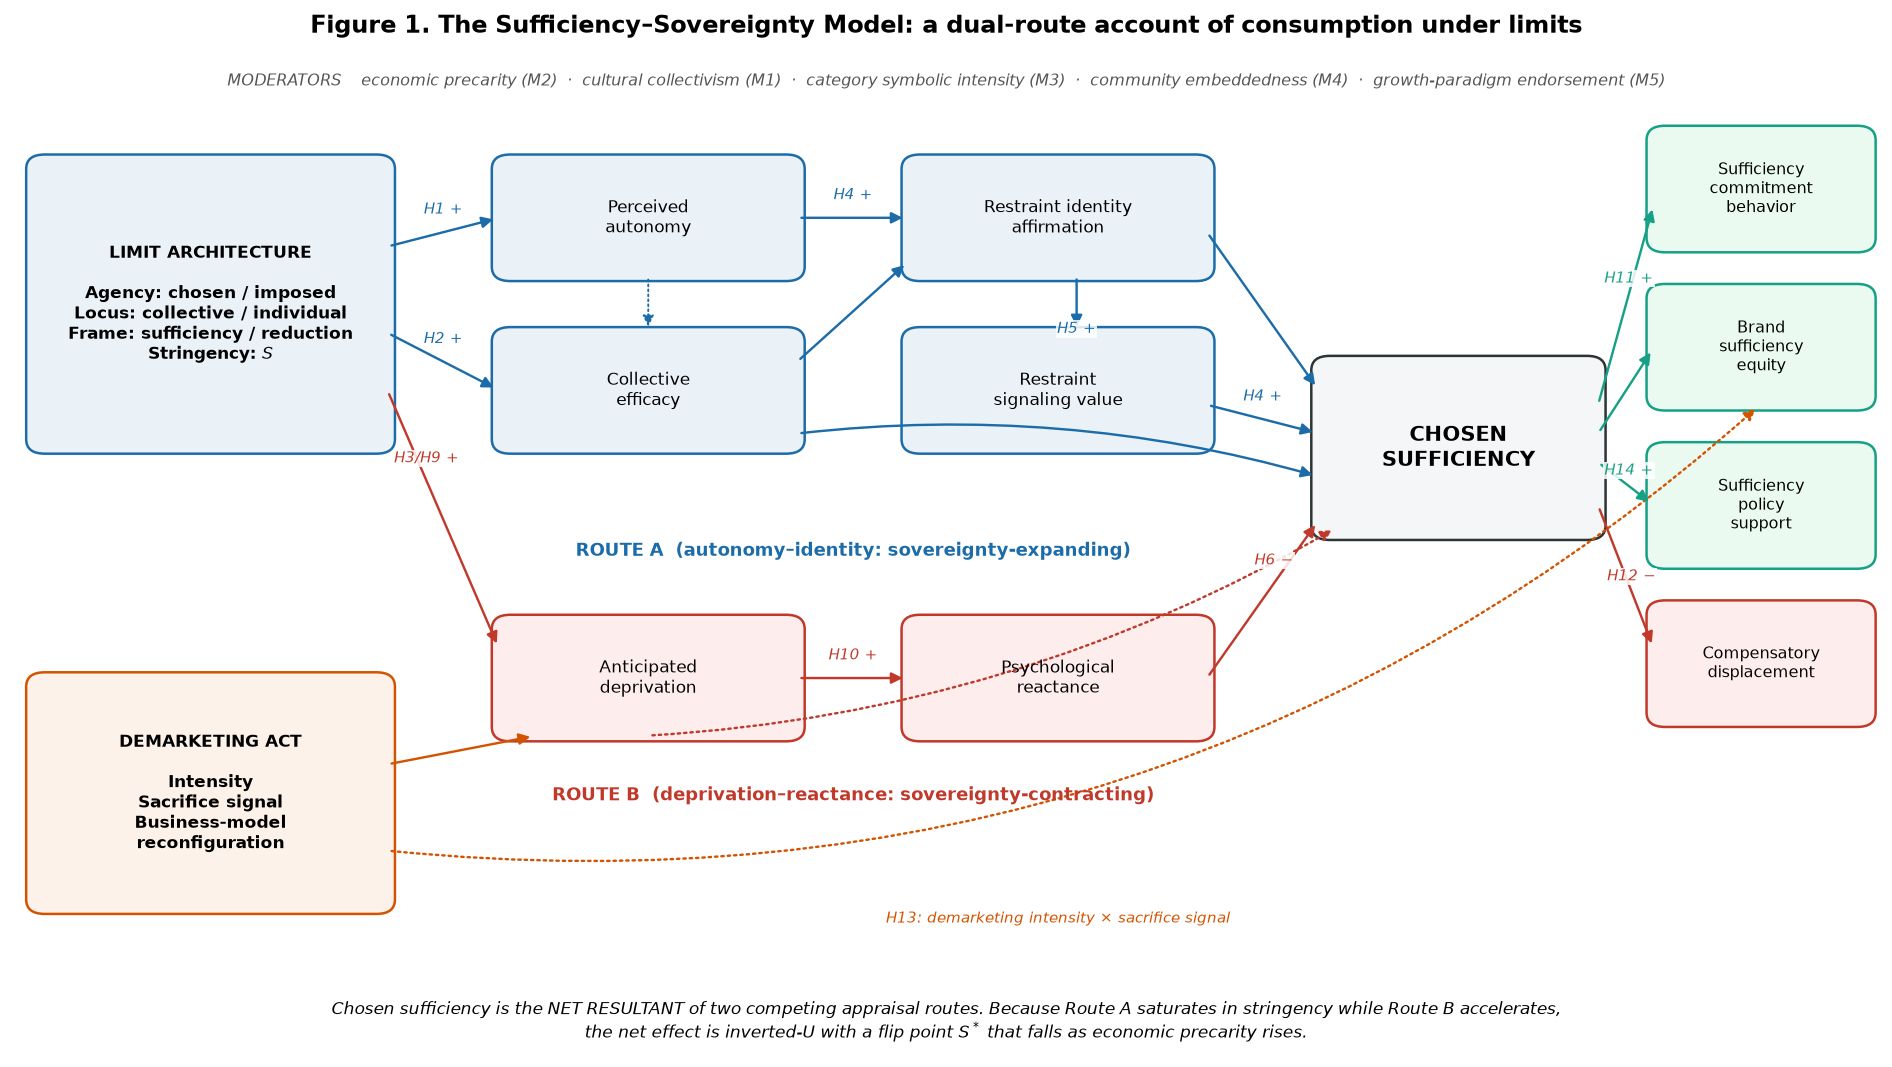 Figure 1. The Sufficiency–Sovereignty Model: a dual-route account of consumption under limits
MODERATORS economic precarity (M2) · cultural collectivism (M1) · category symbolic intensity (M3) · community embeddedness (M4) · growth-paradigm endorsement (M5)
LIMIT ARCHITECTURE
Agency: chosen / imposed
Locus: collective / individual
Frame: sufficiency / reduction
Stringency: S
H1 +
H2 +
H3/H9 +
Perceived
autonomy
H4 +
Restraint identity
affirmation
Collective
efficacy
H5 +
Restraint
signaling value
H4 +
CHOSEN
SUFFICIENCY
H11 +
Sufficiency
commitment
behavior
Brand
sufficiency
equity
H14 +
Sufficiency
policy
support
H12 −
Compensatory
displacement
ROUTE A (autonomy–identity: sovereignty-expanding)
H6 −
Anticipated
deprivation
H10 +
Psychological
reactance
DEMARKETING ACT
Intensity
Sacrifice signal
Business-model
reconfiguration
ROUTE B (deprivation–reactance: sovereignty-contracting)
H13: demarketing intensity × sacrifice signal
Chosen sufficiency is the NET RESULTANT of two competing appraisal routes. Because Route A saturates in stringency while Route B accelerates,
the net effect is inverted-U with a flip point S* that falls as economic precarity rises.